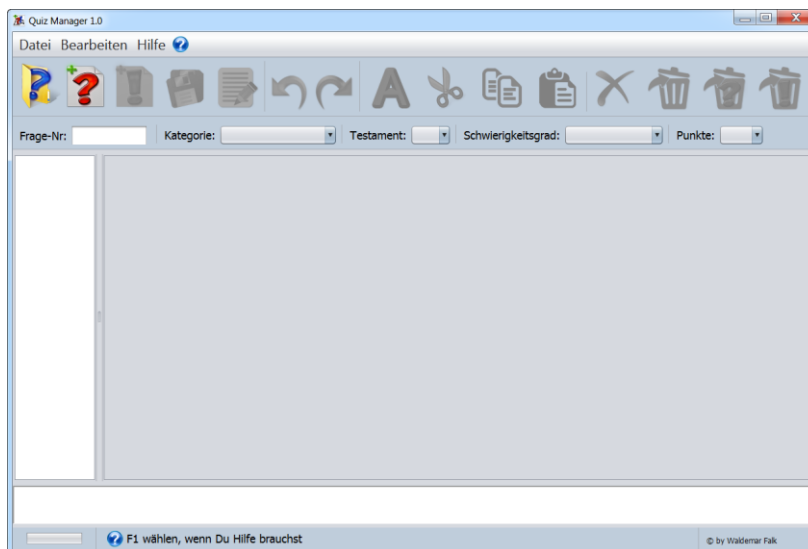 Quiz Manager 1.0
Datei Bearbeiten Hilfe
Frage-Nr: Kategorie: Testament: Schwierigkeitsgrad: Punkte:
F1 wählen, wenn Du Hilfe brauchst
© by Waldemar Falk